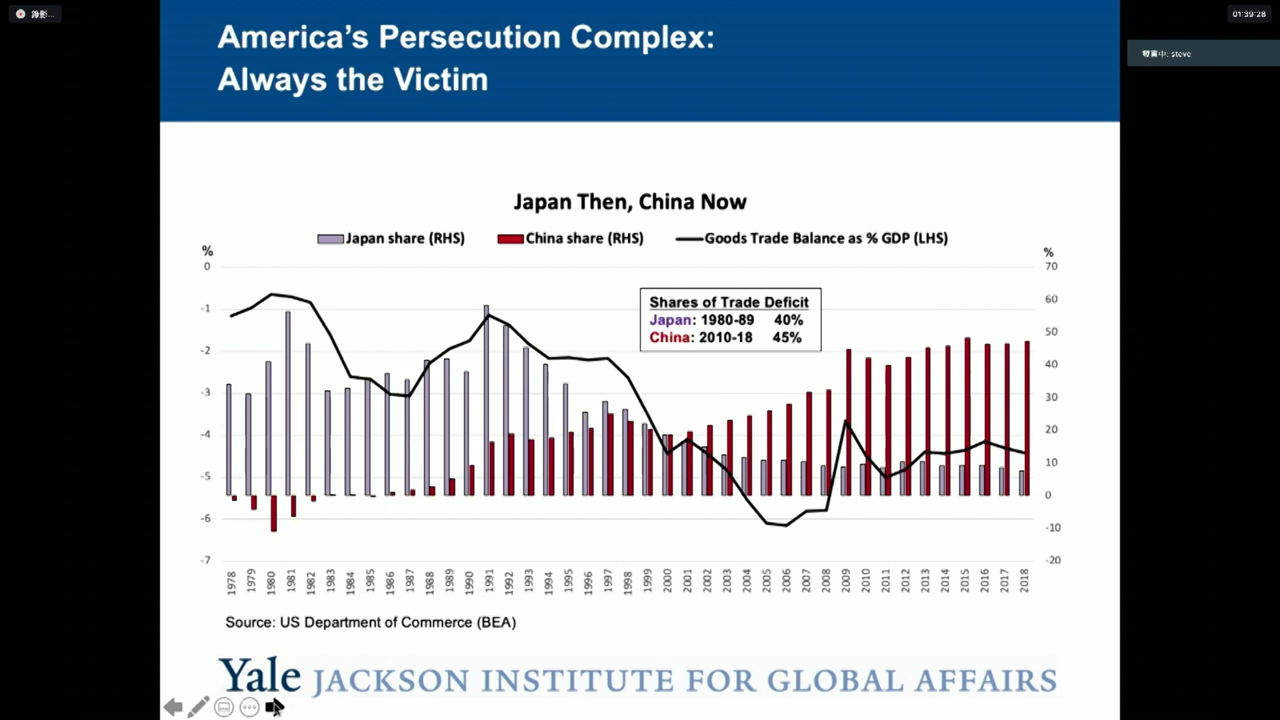 錄影...
01:39:28
發言中: steve
America's Persecution Complex:
Always the Victim
Japan Then, China Now
Japan share (RHS) China share (RHS) Goods Trade Balance as % GDP (LHS)
% %
0 70
-1 60
-2 50
-3 40
-4 30
-5 20
-6 10
-7 0
-10
-20
Shares of Trade Deficit
Japan: 1980-89 40%
China: 2010-18 45%
1978 1979 1980 1981 1982 1983 1984 1985 1986 1987 1988 1989 1990 1991 1992 1993 1994 1995 1996 1997 1998 1999 2000 2001 2002 2003 2004 2005 2006 2007 2008 2009 2010 2011 2012 2013 2014 2015 2016 2017 2018
Source: US Department of Commerce (BEA)
Yale JACKSON INSTITUTE FOR GLOBAL AFFAIRS